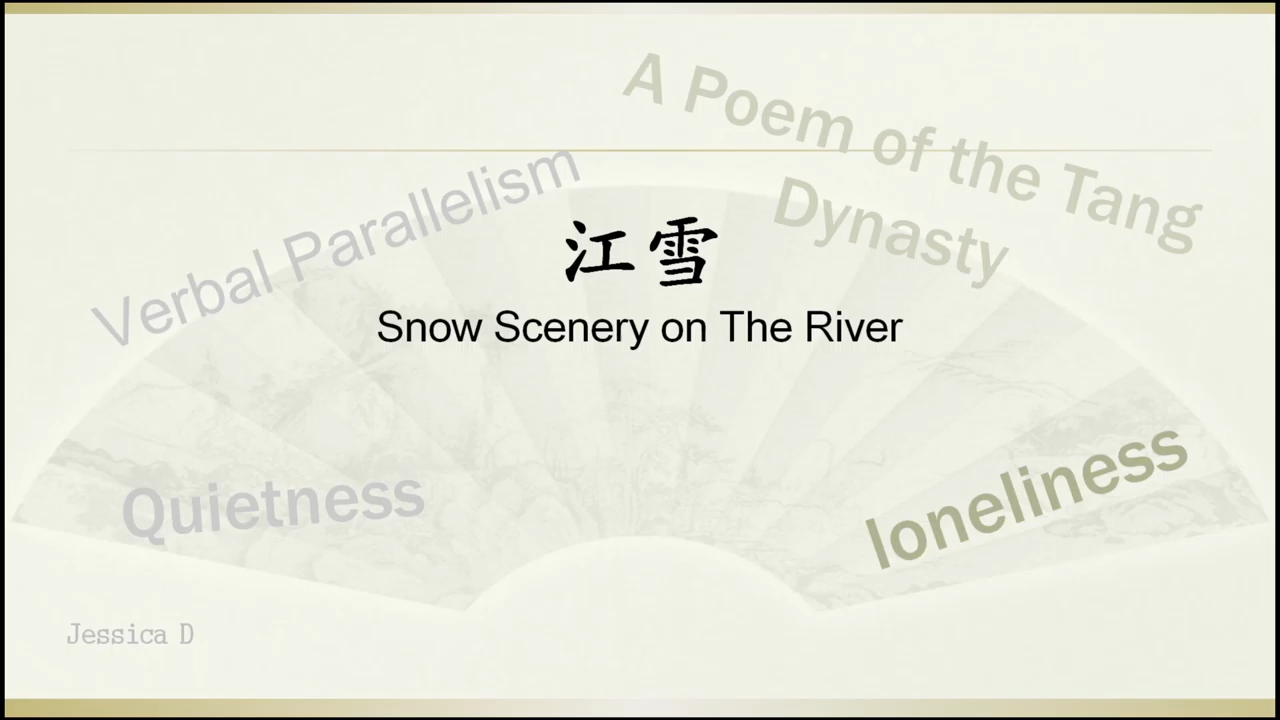 A Poem of the Tang
Dynasty
Verbal Parallelism
江雪
Snow Scenery on The River
Quietness
loneliness
Jessica D